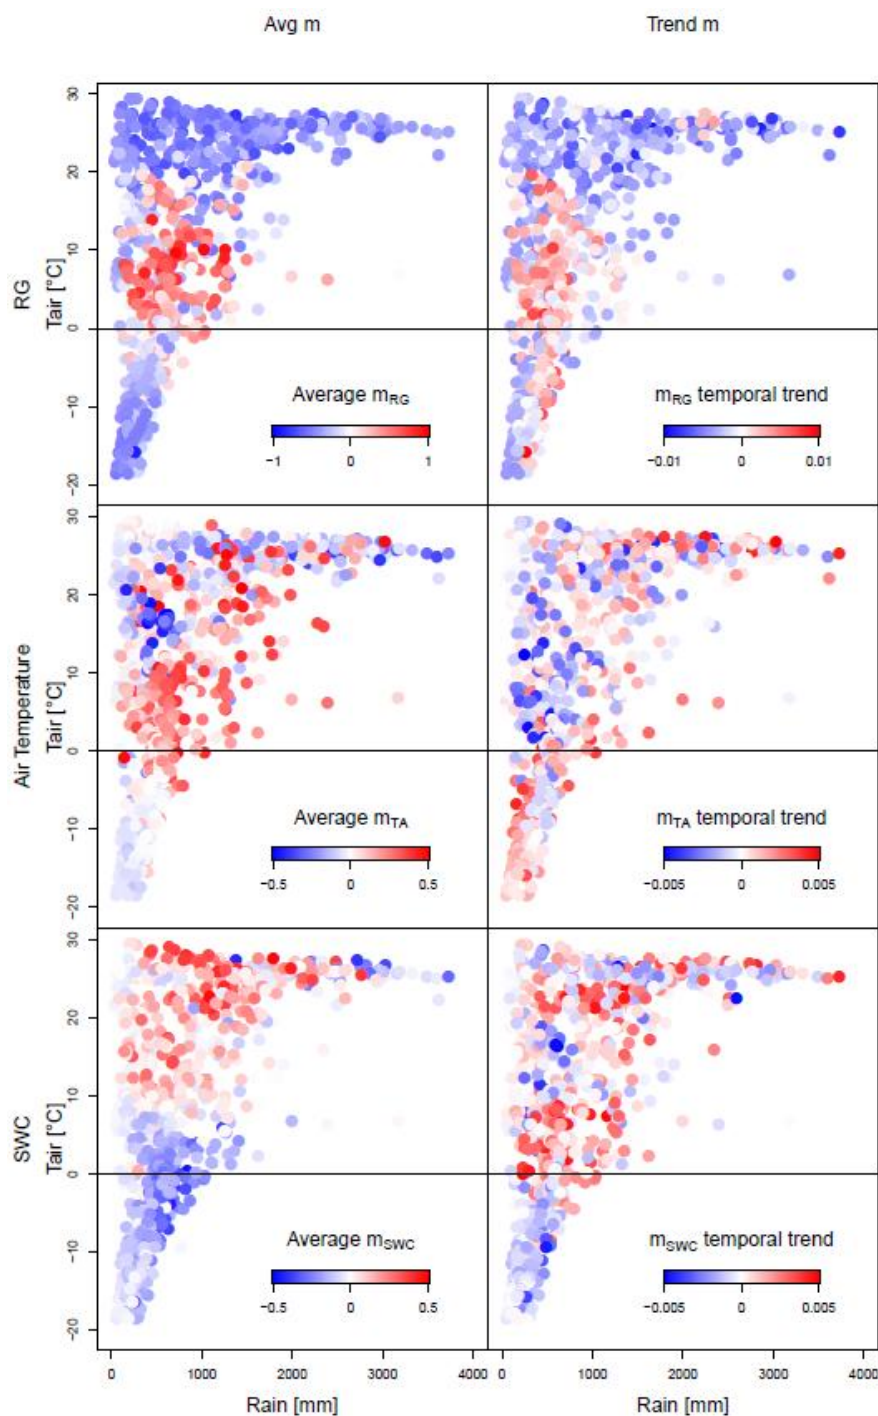 Avg m
Trend m
RG
Tair [°C]
30
20
10
0
−10
−20
Average mRG
−1 0 1
mRG temporal trend
−0.01 0 0.01
Air Temperature
Tair [°C]
30
20
10
0
−10
−20
Average mTA
−0.5 0 0.5
mTA temporal trend
−0.005 0 0.005
SWC
Tair [°C]
30
20
10
0
−10
−20
Average mSWC
−0.5 0 0.5
mSWC temporal trend
−0.005 0 0.005
0 1000 2000 3000 4000
0 1000 2000 3000 4000
Rain [mm]
Rain [mm]